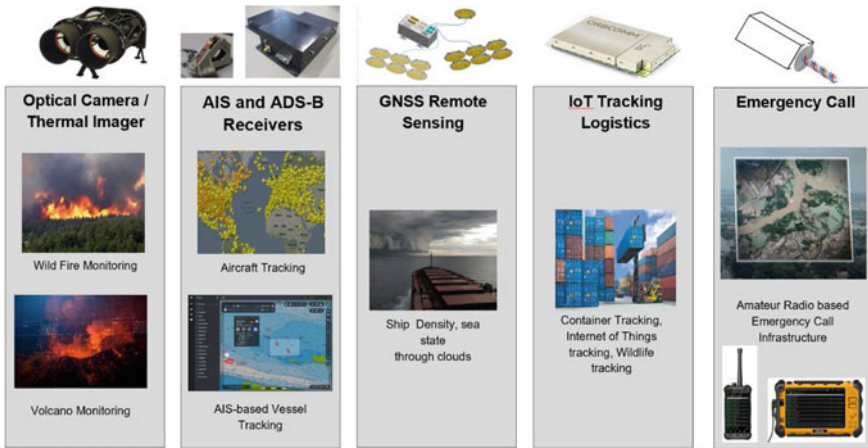 ORBCOMM
Optical Camera /
Thermal Imager
Wild Fire Monitoring
Volcano Monitoring
AIS and ADS-B
Receivers
Aircraft Tracking
AIS-based Vessel
Tracking
GNSS Remote
Sensing
Ship Density, sea
state
through clouds
IoT Tracking
Logistics
Container Tracking,
Internet of Things
tracking, Wildlife
tracking
Emergency Call
Amateur Radio based
Emergency Call
Infrastructure